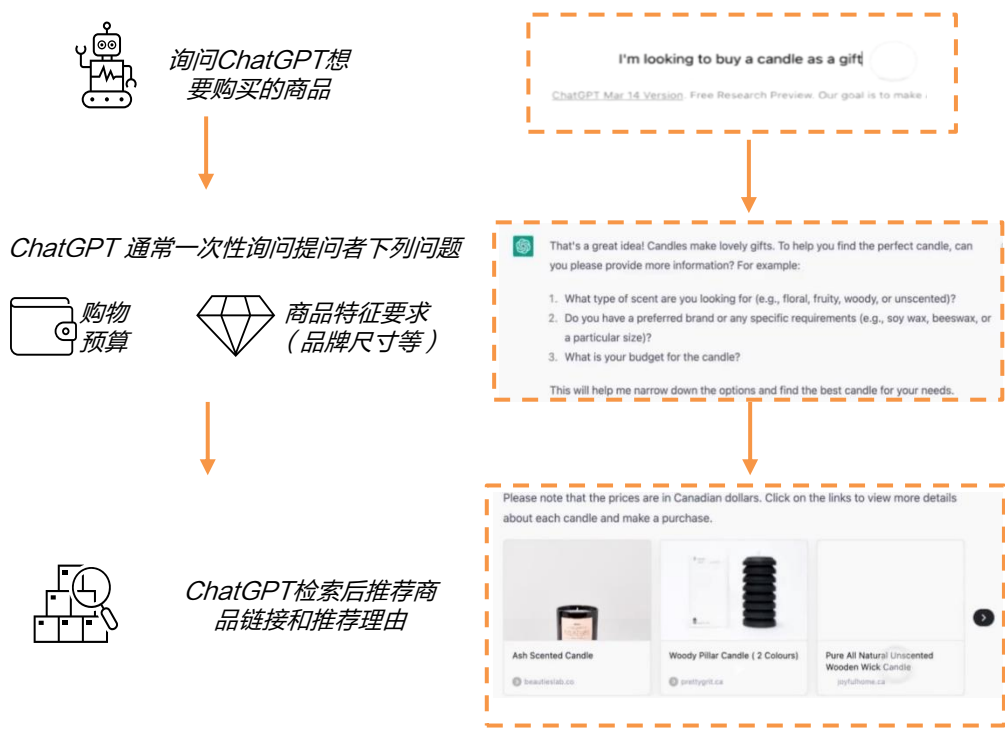 询问ChatGPT想
要购买的商品
I'm looking to buy a candle as a gift
ChatGPT Mar 14 Version. Free Research Preview. Our goal is to make
ChatGPT 通常一次性询问提问者下列问题
购物
预算
商品特征要求
（品牌尺寸等）
That's a great idea! Candles make lovely gifts. To help you find the perfect candle, can
you please provide more information? For example:
1. What type of scent are you looking for (e.g., floral, fruity, woody, or unscented)?
2. Do you have a preferred brand or any specific requirements (e.g., soy wax, beeswax, or
a particular size)?
3. What is your budget for the candle?
This will help me narrow down the options and find the best candle for your needs.
ChatGPT检索后推荐商
品链接和推荐理由
Please note that the prices are in Canadian dollars. Click on the links to view more details
about each candle and make a purchase.
Ash Scented Candle
beautieslab.co
Woody Pillar Candle ( 2 Colours)
prettygrit.ca
Pure All Natural Unscented
Wooden Wick Candle
joyfulhome.ca